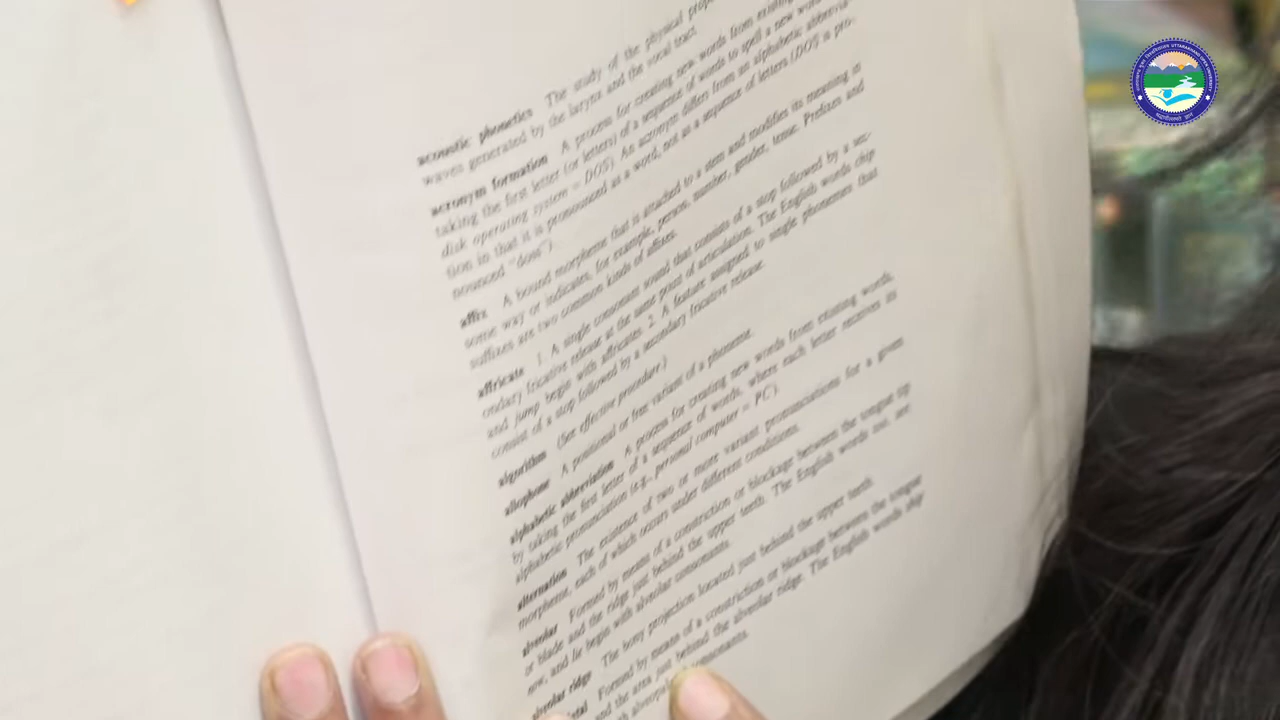 acoustic phonetics The study of the physical
waves generated by the larynx and the vocal tract.
acronym formation A process for creating new words from existing
taking the first letter (or letters) of a sequence of words to spell a new word
disk operating system = DOS). An acronym differs from an alphabetic abbrevia-
tion in that it is pronounced as a word, not as a sequence of letters (DOS is pro-
nounced "doss").
affix A bound morpheme that is attached to a stem and modifies its meaning in
some way or indicates, for example, person, number, gender, tense. Prefixes and
suffixes are two common kinds of affixes.
affricate 1. A single consonant sound that consists of a stop followed by a sec-
ondary fricative release at the same point of articulation. The English words chip
and jump begin with affricates. 2. A feature assigned to single phonemes that
consist of a stop followed by a secondary fricative release.
algorithm (See effective procedure.)
allophone A positional or free variant of a phoneme.
alphabetic abbreviation A process for creating new words from existing words,
by taking the first letter of a sequence of words, where each letter receives its
alphabetic pronunciation (e.g., personal computer = PC).
alternation The existence of two or more variant pronunciations for a given
morpheme, each of which occurs under different conditions.
alveolar Formed by means of a constriction or blockage between the tongue tip
or blade and the ridge just behind the upper teeth. The English words
now, and lie begin with alveolar consonants.
alveolar ridge The bony projection located just behind the upper teeth.
Formed by means of a constriction or blockage between the tongue
and the area just behind the alveolar ridge. The English words ship
consonants.
UTTARAKHAND OPEN UNIVERSITY